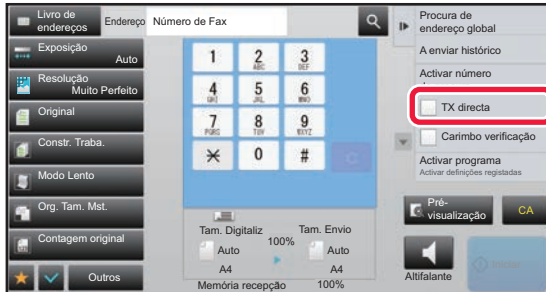 Livro de
endereços
Endereço
Número de Fax
Exposição
Auto
Resolução
Muito Perfeito
Original
Constr. Traba.
Modo Lento
Org. Tam. Mst.
Contagem original
Outros
1
2
ABC
3
DEF
4
GHI
5
JKL
6
MNO
7
PQRS
8
TUV
9
WXYZ
0
#
C
Tam. Digitaliz
100%
Tam. Envio
Auto
Auto
A4
A4
Memória recepção
100%
Procura de
endereço global
A enviar histórico
Activar número
TX directa
Carimbo verificação
Activar programa
Activar definições registadas
Pré-
visualização
CA
Altifalante